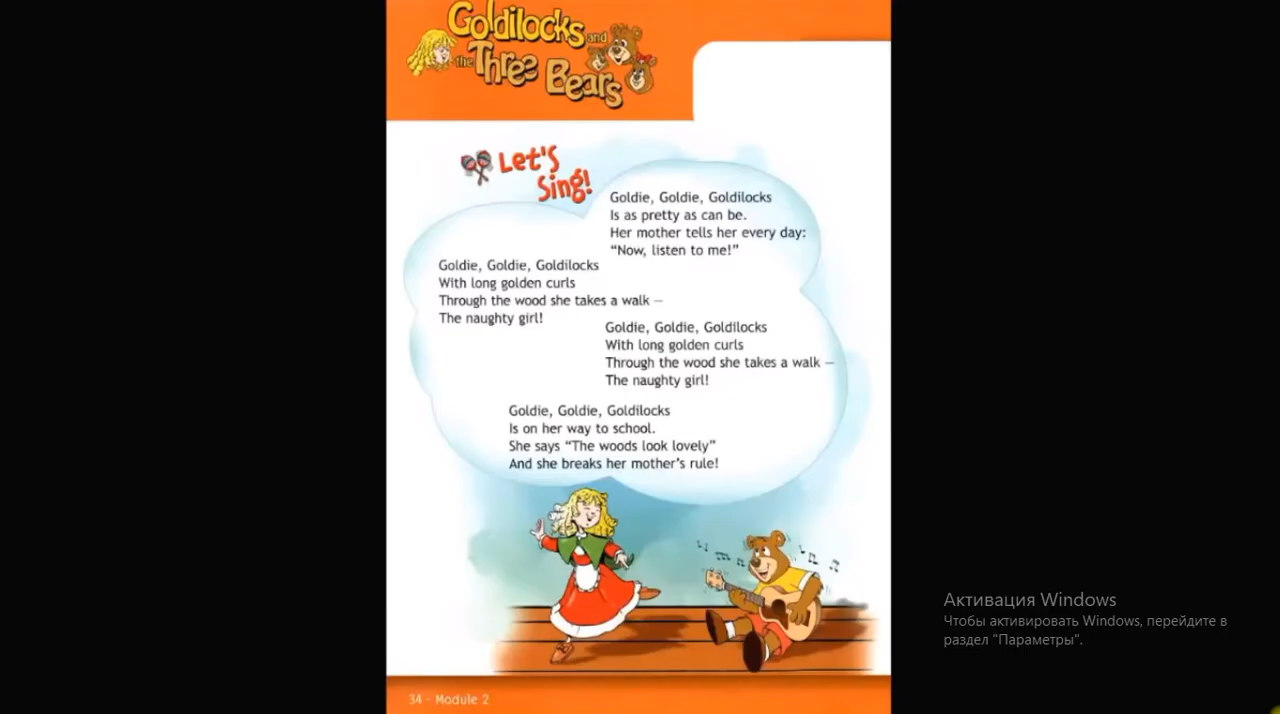 Goldilocks and
the Three Bears
Let's
Sing!
Goldie, Goldie, Goldilocks
Is as pretty as can be.
Her mother tells her every day:
“Now, listen to me!”
Goldie, Goldie, Goldilocks
With long golden curls
Through the wood she takes a walk –
The naughty girl!
Goldie, Goldie, Goldilocks
With long golden curls
Through the wood she takes a walk –
The naughty girl!
Goldie, Goldie, Goldilocks
Is on her way to school.
She says “The woods look lovely”
And she breaks her mother's rule!
34 - Module 2
Активация Windows
Чтобы активировать Windows, перейдите в
раздел "Параметры".